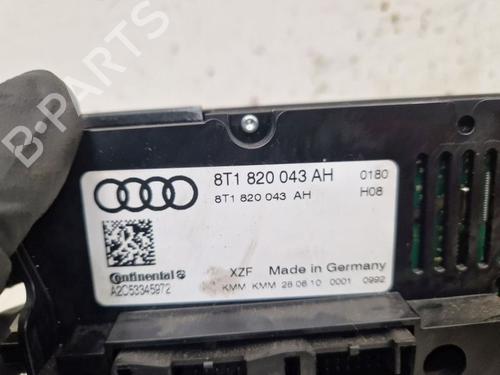 B-PARTS
8T1 820 043 AH 0180
8T1 820 043 AH H08
Continental
A2C53345972
XZF Made in Germany
KMM KMM 28 06 10 0001 0992